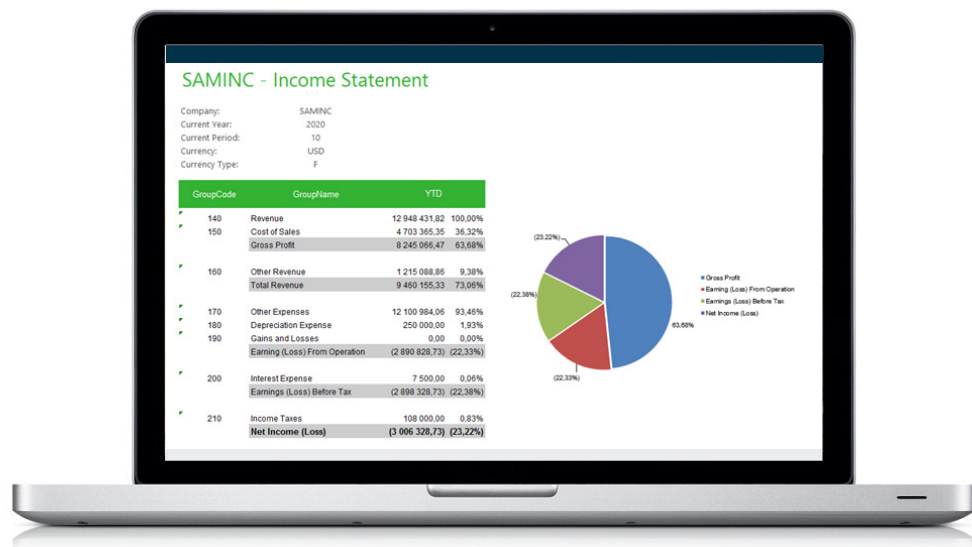 SAMINC - Income Statement
Company: SAMINC
Current Year: 2020
Current Period: 10
Currency: USD
Currency Type: F
GroupCode GroupName YTD
140 Revenue 12 948 431,82 100,00%
150 Cost of Sales 4 703 365,35 36,32%
Gross Profit 8 245 066,47 63,68%
160 Other Revenue 1 215 088,86 9,38%
Total Revenue 9 460 155,33 73,06%
170 Other Expenses 12 100 984,06 93,46%
180 Depreciation Expense 250 000,00 1,93%
190 Gains and Losses 0,00 0,00%
Earning (Loss) From Operation (2 890 828,73) (22,33%)
200 Interest Expense 7 500,00 0,06%
Earnings (Loss) Before Tax (2 898 328,73) (22,38%)
210 Income Taxes 108 000,00 0,83%
Net Income (Loss) (3 006 328,73) (23,22%)
(23,22%)
(22,38%)
(22,33%)
63,68%
Gross Profit
Earning (Loss) From Operation
Earnings (Loss) Before Tax
Net Income (Loss)